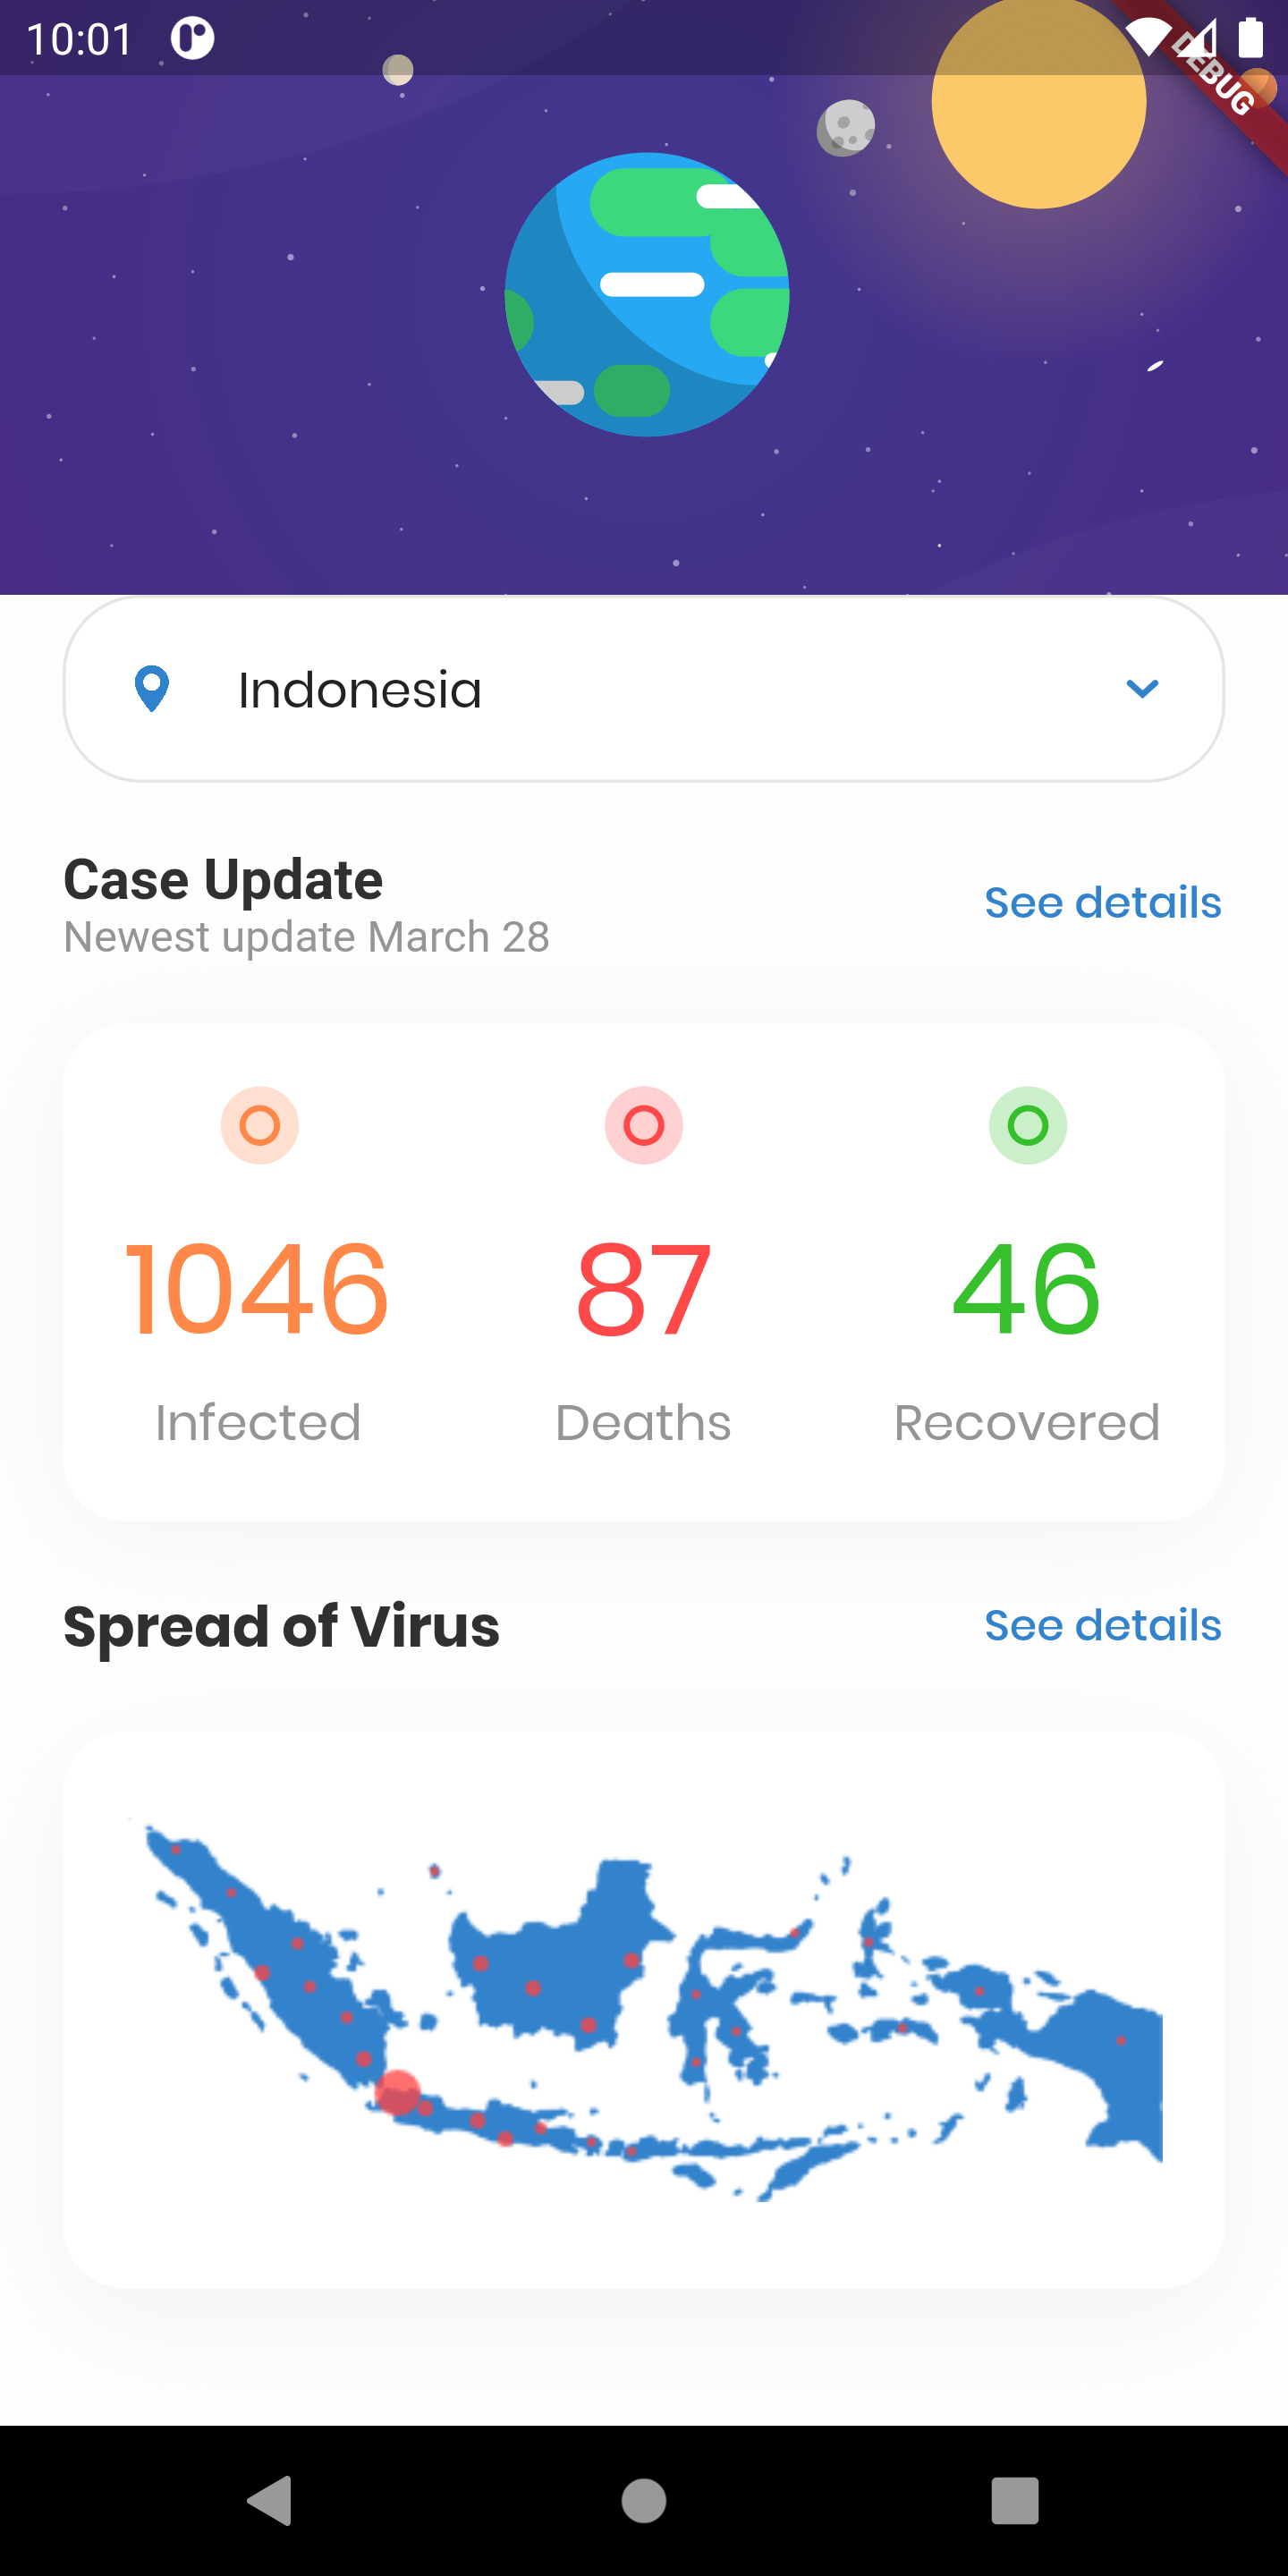 10:01
DEBUG
Indonesia
Case Update
See details
Newest update March 28
1046
87
46
Infected
Deaths
Recovered
Spread of Virus
See details